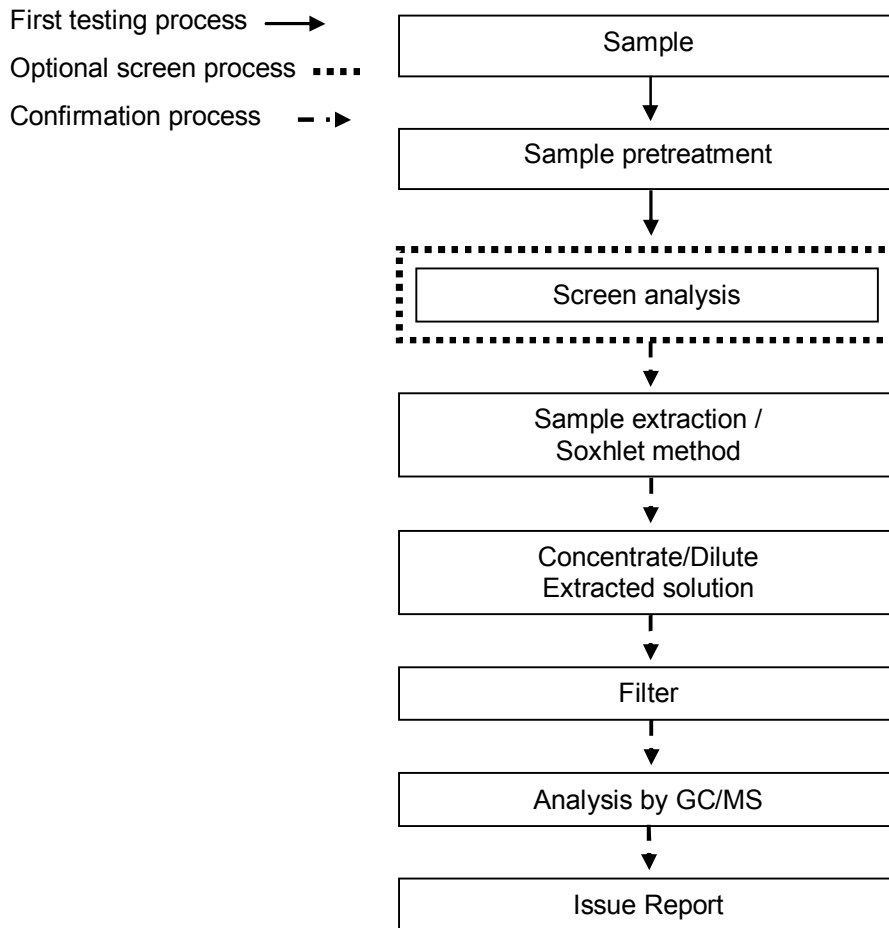 First testing process
Optional screen process
Confirmation process
Sample
Sample pretreatment
Screen analysis
Sample extraction /
Soxhlet method
Concentrate/Dilute
Extracted solution
Filter
Analysis by GC/MS
Issue Report